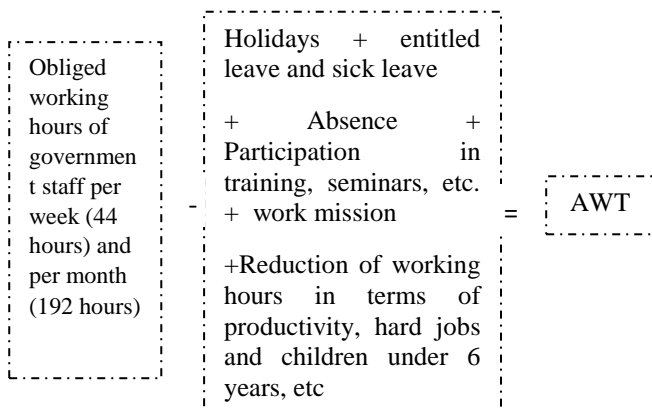 Obliged
working
hours of
governmen
t staff per
week (44
hours) and
per month
(192 hours)
-
Holidays + entitled
leave and sick leave
+ Absence +
Participation in
training, seminars, etc.
+ work mission
+Reduction of working
hours in terms of
productivity, hard jobs
and children under 6
years, etc
=
AWT